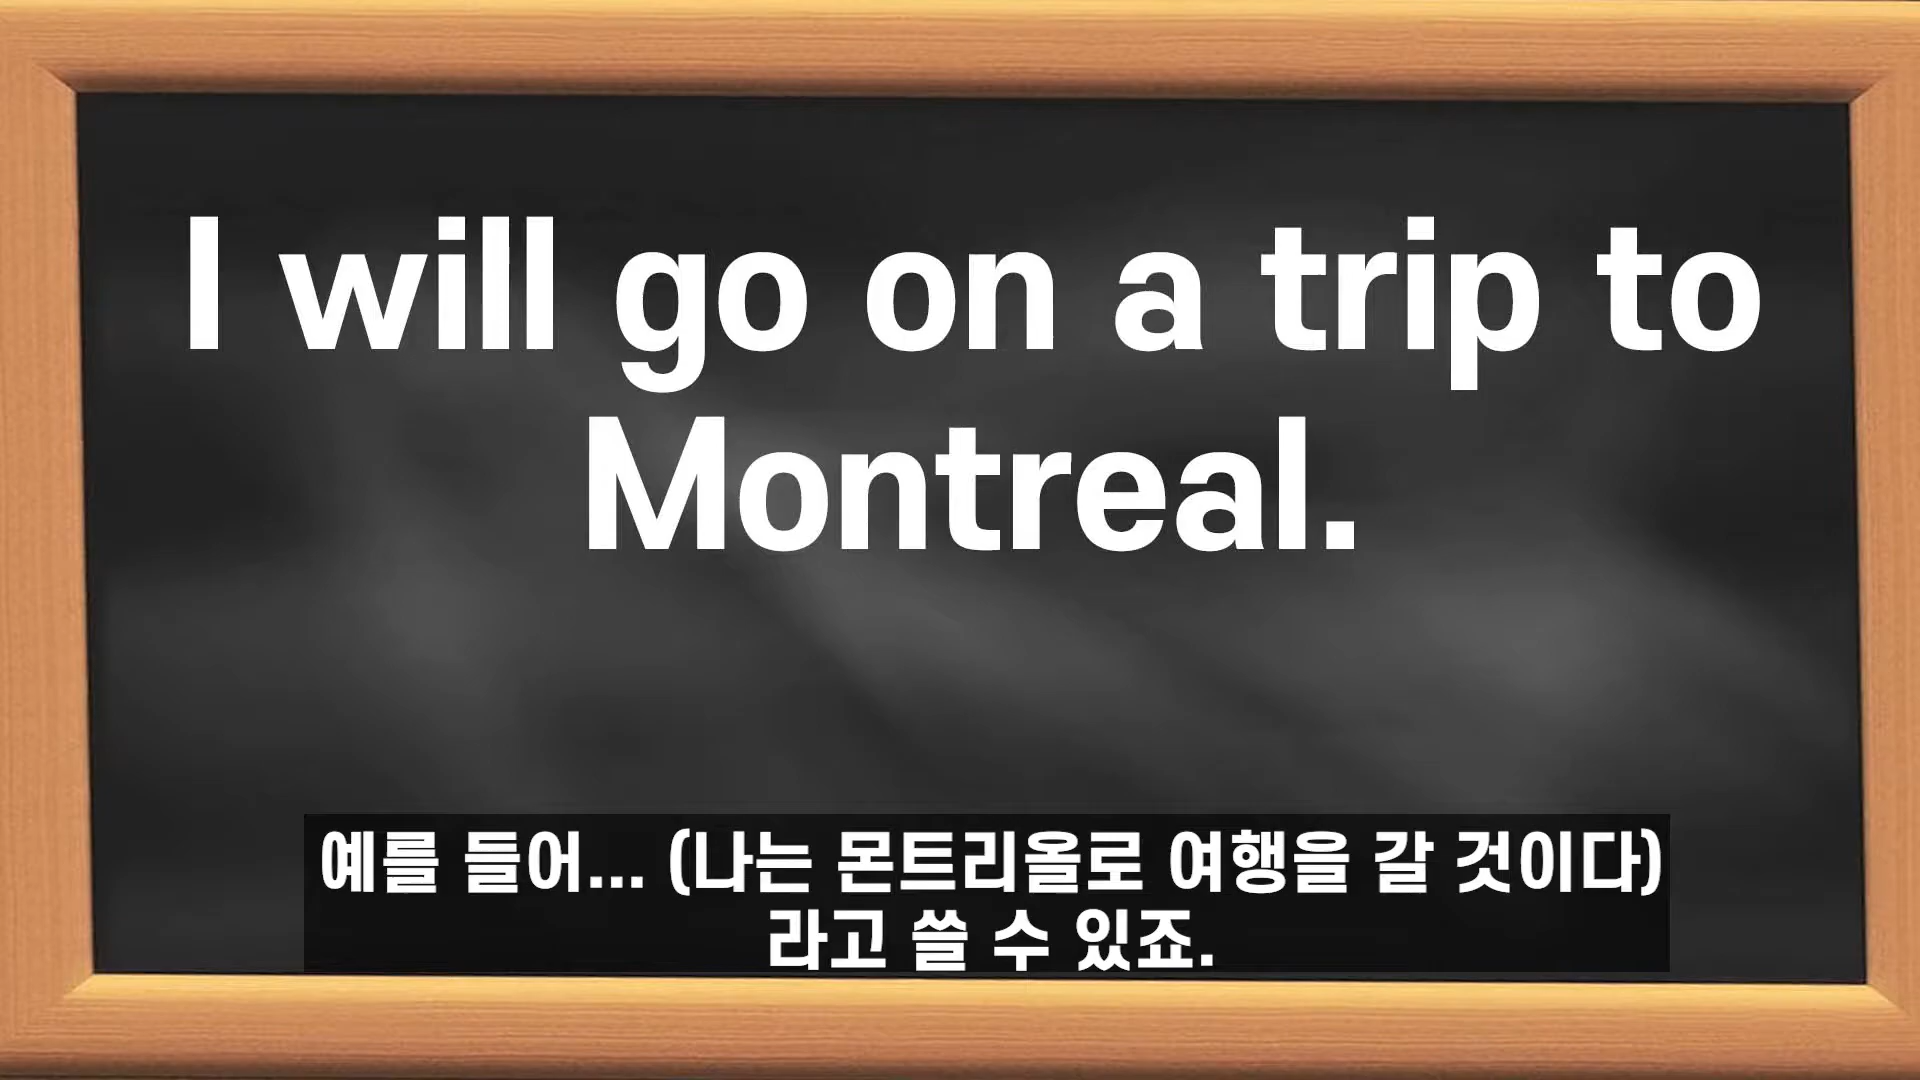 I will go on a trip to
Montreal.
예를 들어... (나는 몬트리올로 여행을 갈 것이다)
라고 쓸 수 있죠.